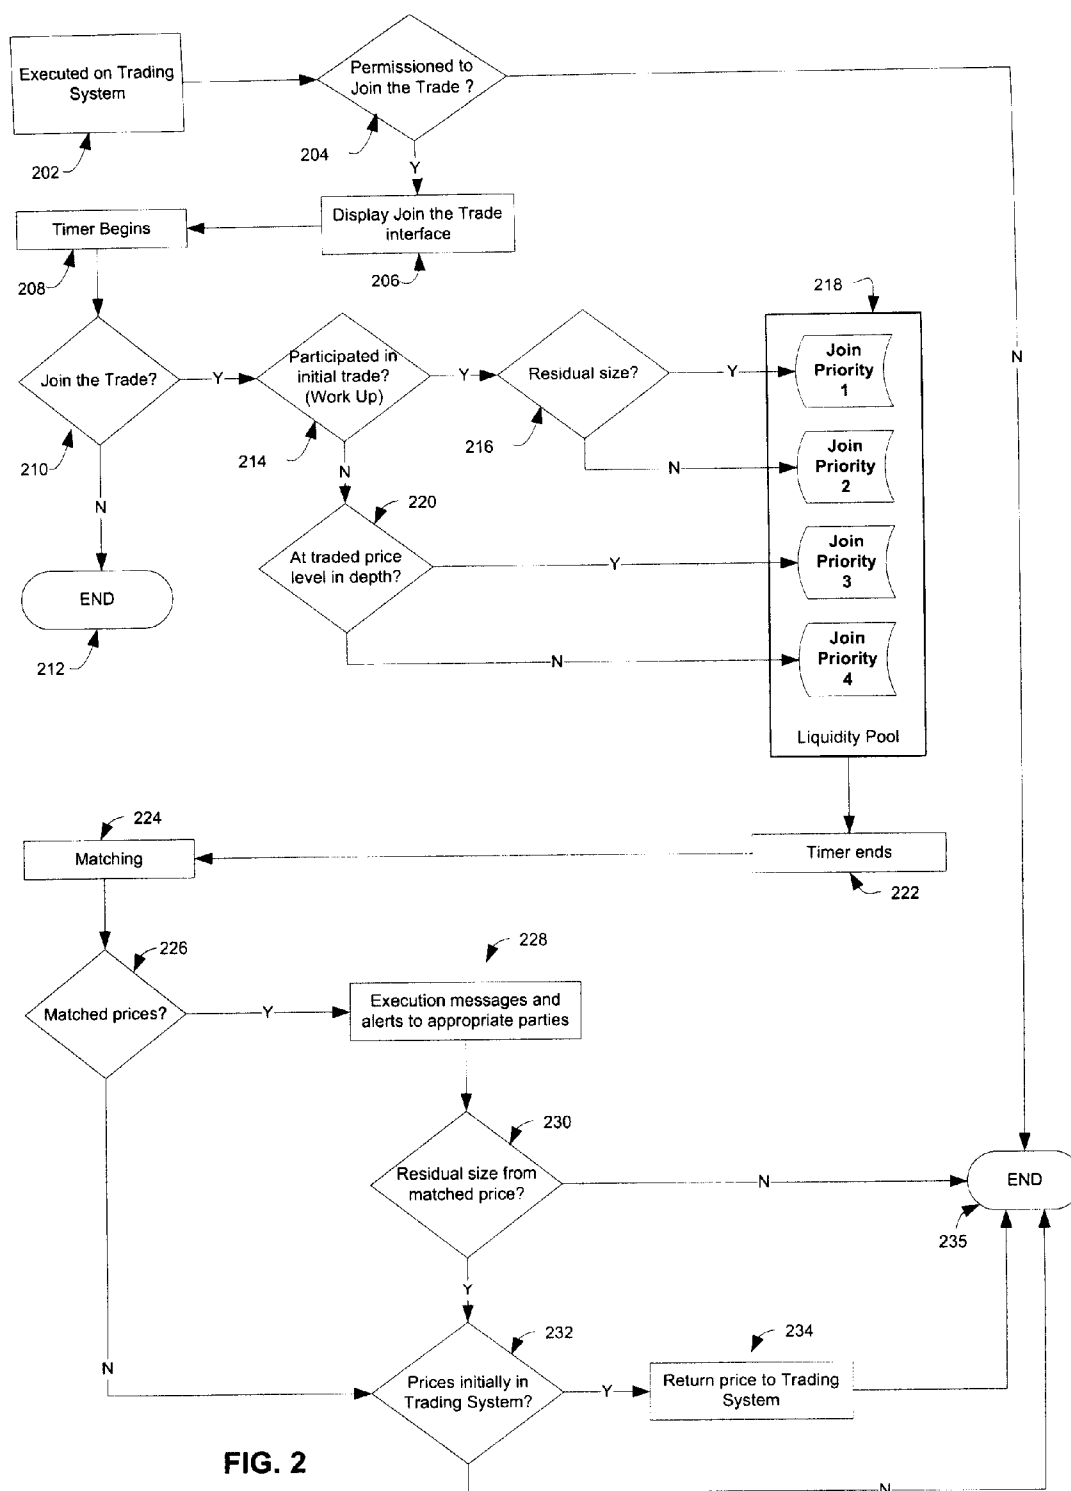 Executed on Trading
System
202
Permissioned to
Join the Trade ?
204
Y
N
Display Join the Trade
interface
206
Timer Begins
208
Join the Trade?
210
Y
N
END
212
Participated in
initial trade?
(Work Up)
214
Y
N
Residual size?
216
Y
N
218
Join
Priority
1
Join
Priority
2
Join
Priority
3
Join
Priority
4
Liquidity Pool
220
At traded price
level in depth?
Y
N
N
Timer ends
222
224
Matching
226
Matched prices?
Y
N
228
Execution messages and
alerts to appropriate parties
230
Residual size from
matched price?
N
Y
END
235
232
Prices initially in
Trading System?
Y
N
234
Return price to Trading
System
FIG. 2